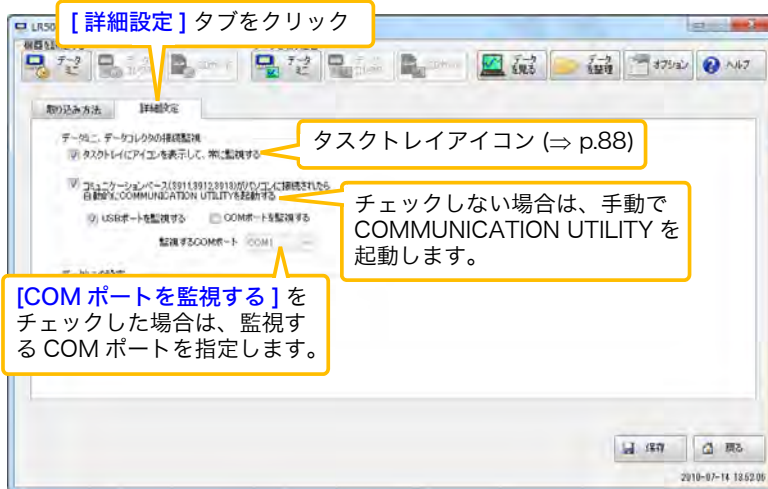 LR50
[ 詳細設定 ] タブをクリック
データ
ミニ
データ
ミニ
データ
を見る
データ
を整理
オプション
ヘルプ
取り込み方法
詳細設定
データミニ、データコレクタの接続監視
タスクトレイにアイコンを表示して、常に監視する
タスクトレイアイコン (⇒ p.88)
コミュニケーションベース(3911,3912,3913)がパソコンに接続されたら
自動的にCOMMUNICATION UTILITYを起動する
USBポートを監視する
COMポートを監視する
監視するCOMポート
COM1
チェックしない場合は、手動で
COMMUNICATION UTILITY を
起動します。
[COM ポートを監視する ] を
チェックした場合は、監視す
る COM ポートを指定します。
保存
戻る
2010-07-14 13:52:06